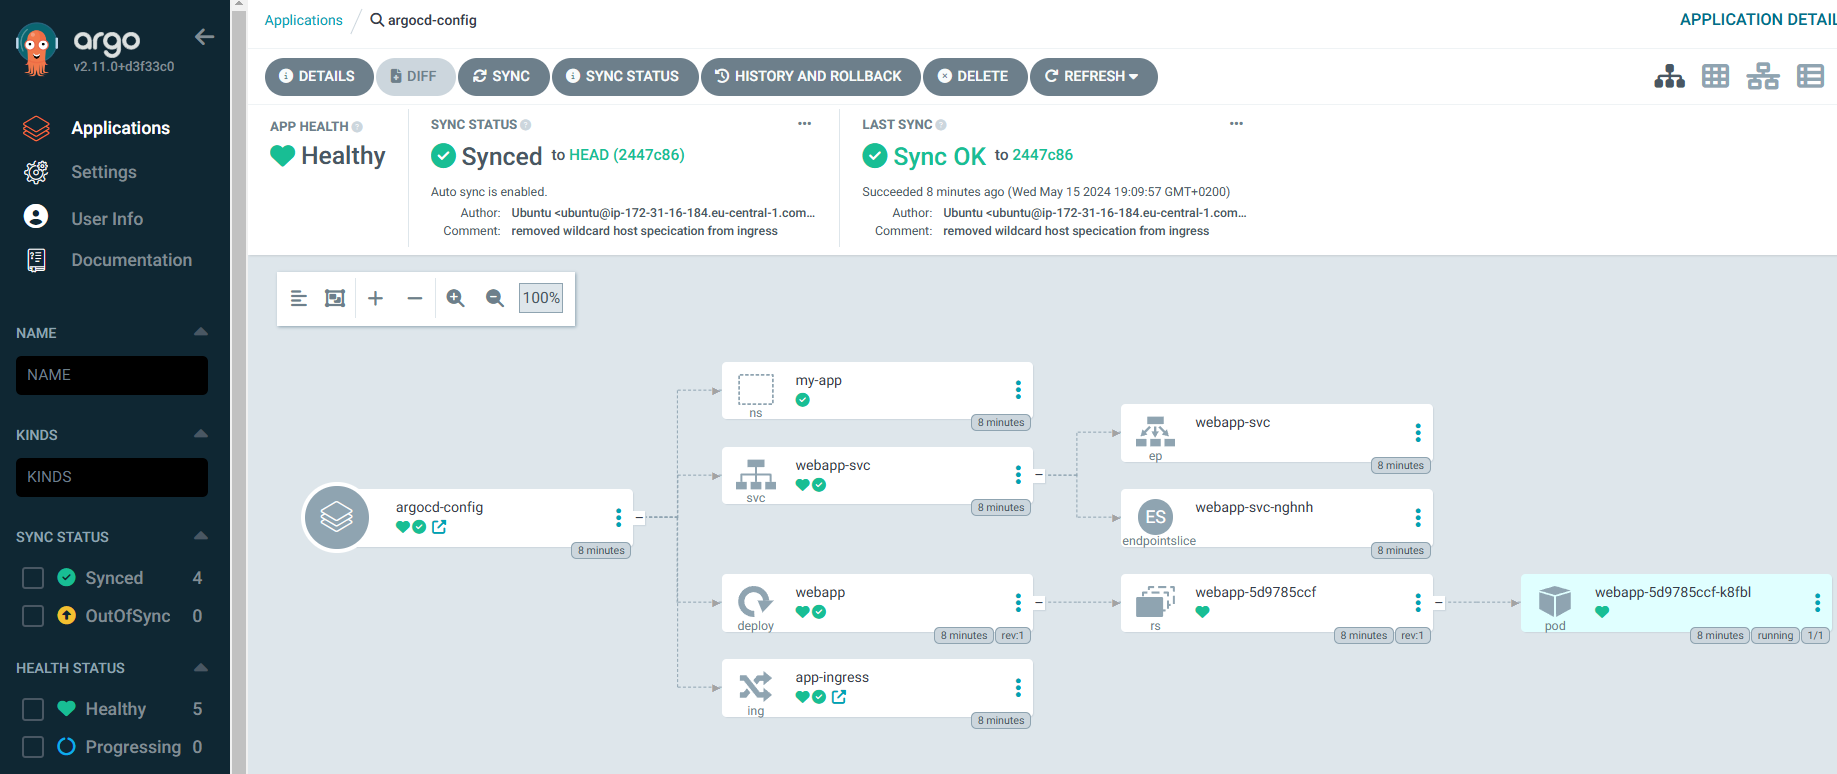 argo
v2.11.0+d3f33c0
Applications
Settings
User Info
Documentation
NAME
NAME
KINDS
KINDS
SYNC STATUS
Synced 4
OutOfSync 0
HEALTH STATUS
Healthy 5
Progressing 0
Applications / argocd-config
APPLICATION DETAIL
DETAILS DIFF SYNC SYNC STATUS HISTORY AND ROLLBACK DELETE REFRESH
APP HEALTH
Healthy
SYNC STATUS
Synced to HEAD (2447c86)
Auto sync is enabled.
Author: Ubuntu <ubuntu@ip-172-31-16-184.eu-central-1.com...
Comment: removed wildcard host specication from ingress
LAST SYNC
Sync OK to 2447c86
Succeeded 8 minutes ago (Wed May 15 2024 19:09:57 GMT+0200)
Author: Ubuntu <ubuntu@ip-172-31-16-184.eu-central-1.com...
Comment: removed wildcard host specication from ingress
100%
argocd-config
8 minutes
my-app
ns
8 minutes
webapp-svc
svc
8 minutes
webapp
deploy
8 minutes rev:1
app-ingress
ing
8 minutes
webapp-svc
ep
8 minutes
ES
webapp-svc-nghnh
endpointslice
8 minutes
webapp-5d9785ccf
rs
8 minutes rev:1
webapp-5d9785ccf-k8fbl
pod
8 minutes running 1/1